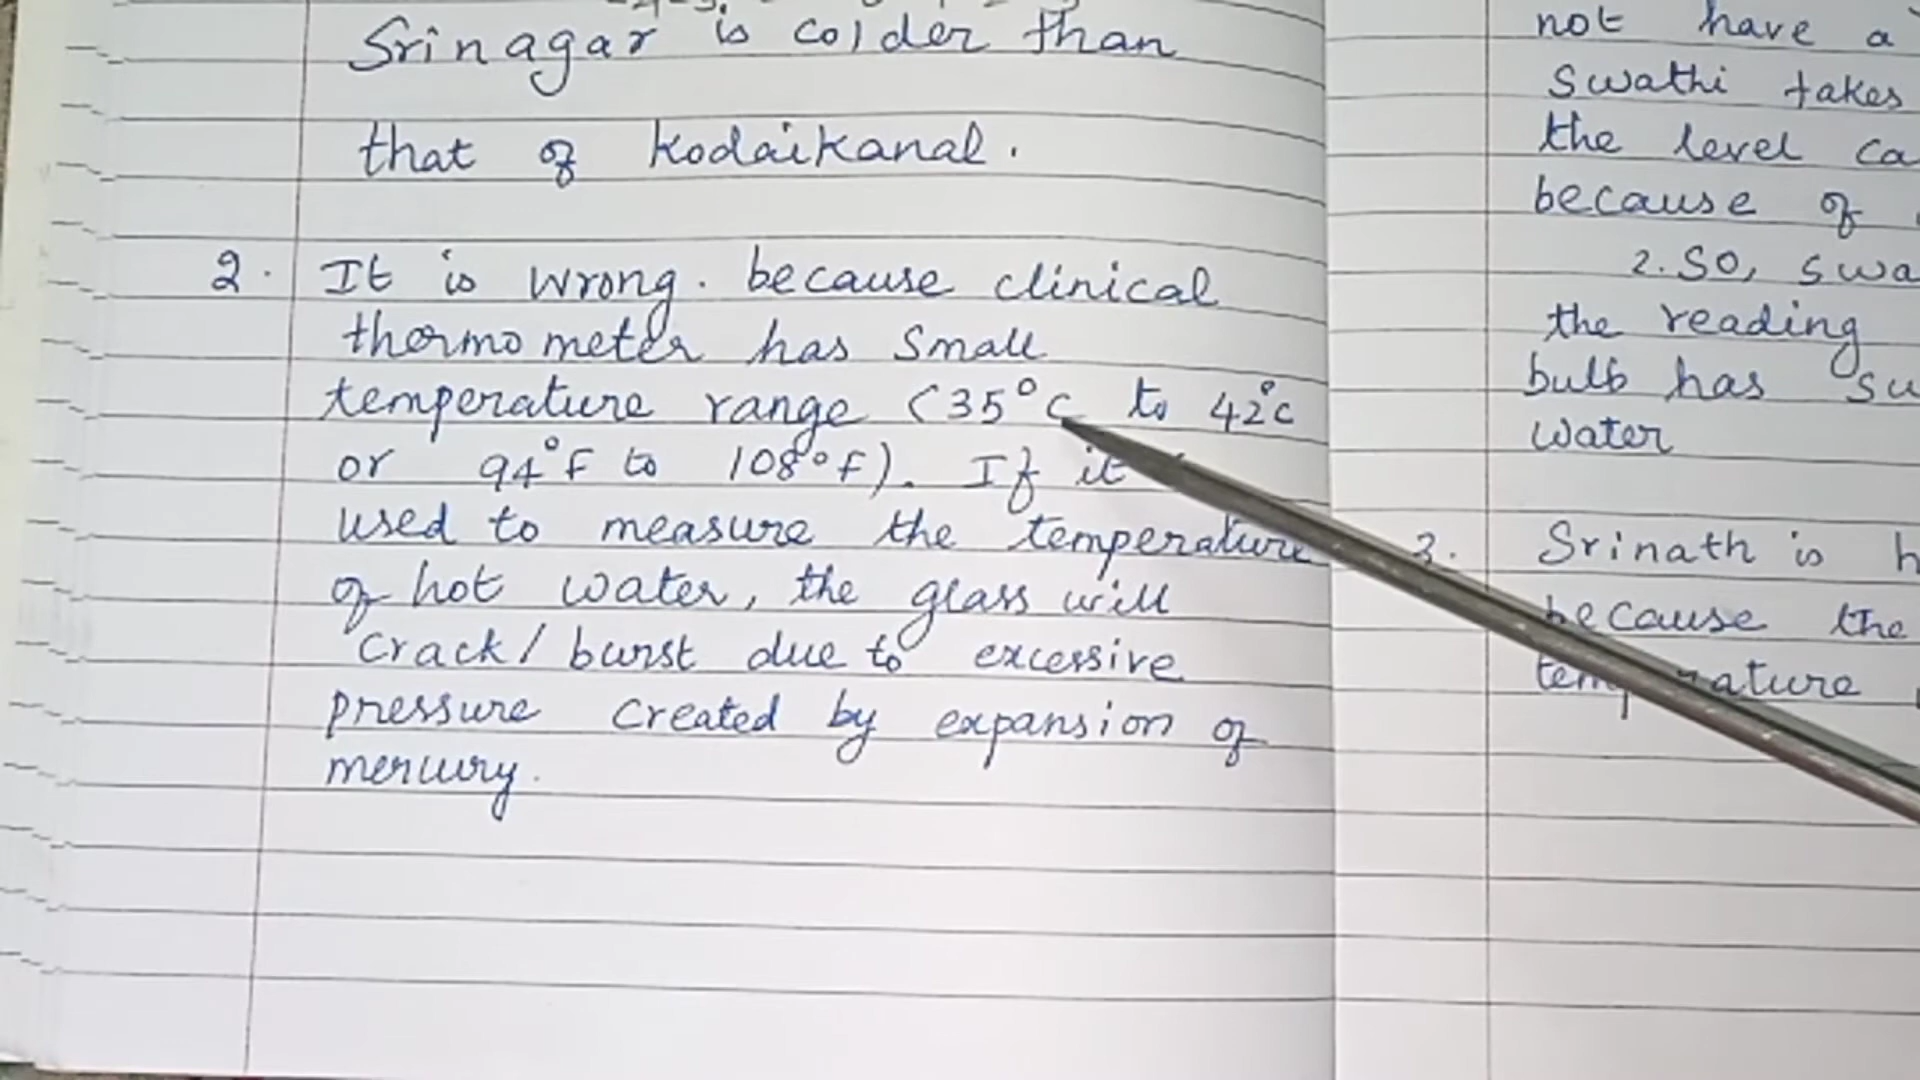 Srinagar is colder than
that of Kodaikanal.
2. It is wrong. because clinical
thermometer has small
temperature range (35°C to 42°C
or 94°F to 108°F). If it
used to measure the temperature
of hot water, the glass will
crack/burst due to excessive
pressure created by expansion of
mercury.
not have a
Swathi takes
the level
because of
2. SO,
the reading
bulb has
water
3. Srinath is
because the
temperature